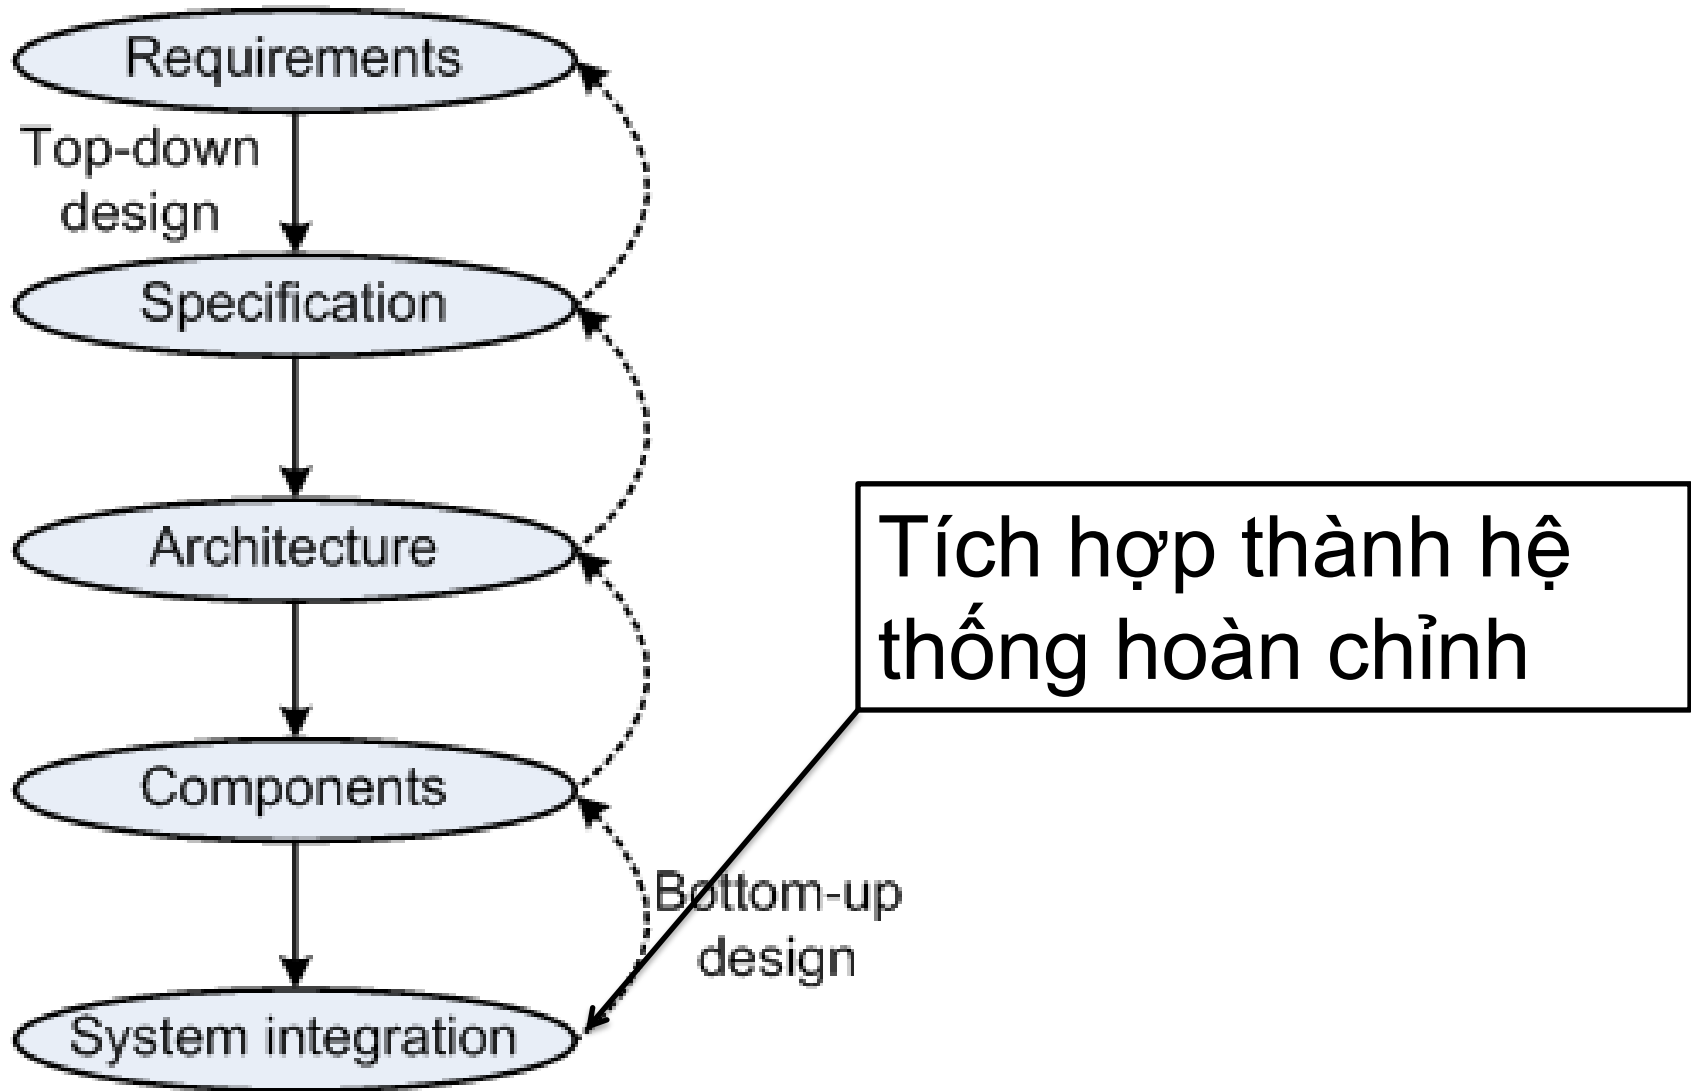 Requirements
Top-down
design
Specification
Architecture
Tích hợp thành hệ
thống hoàn chỉnh
Components
Bottom-up
design
System integration